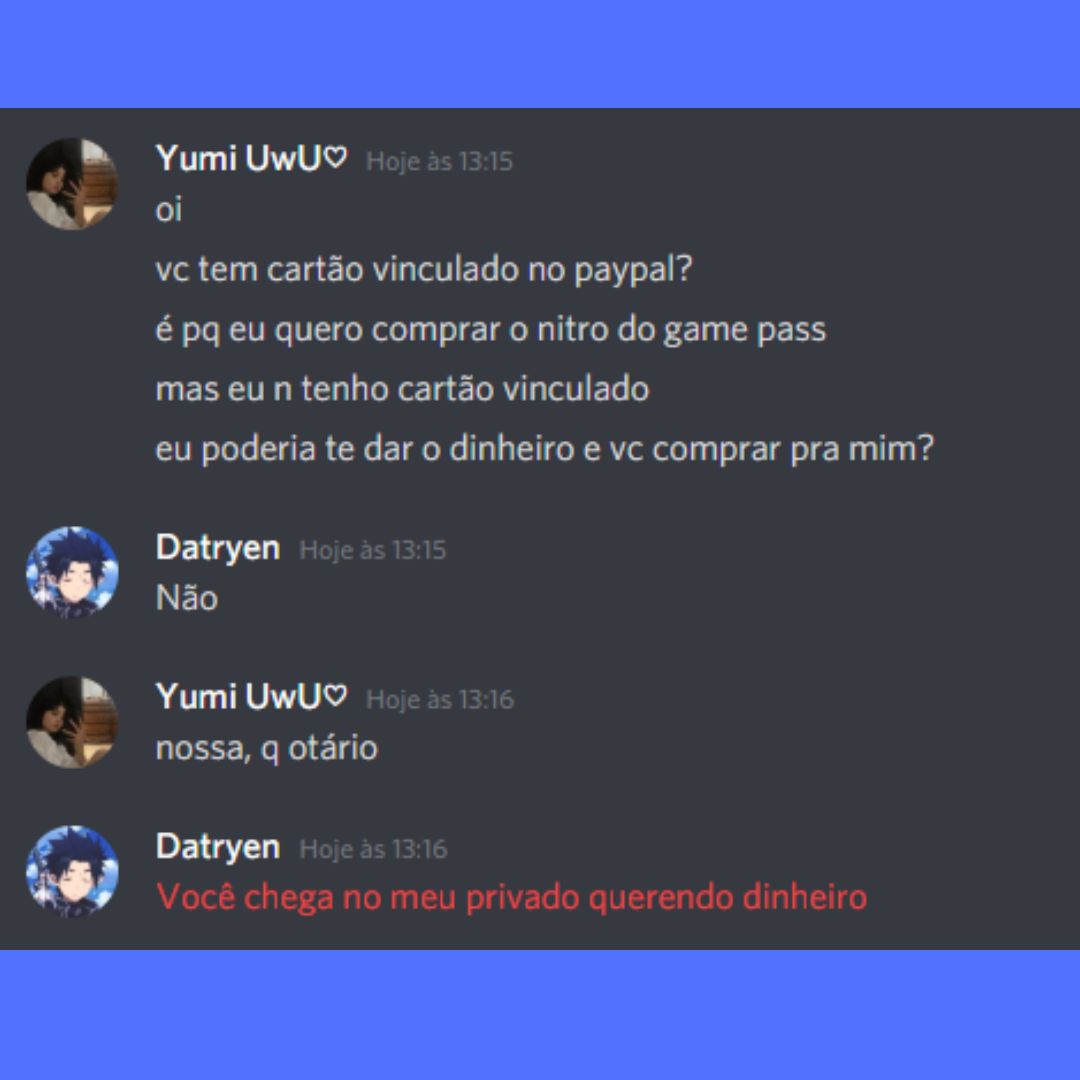 Yumi UwU♡ Hoje às 13:15
oi
vc tem cartão vinculado no paypal?
é pq eu quero comprar o nitro do game pass
mas eu n tenho cartão vinculado
eu poderia te dar o dinheiro e vc comprar pra mim?
Datryen Hoje às 13:15
Não
Yumi UwU♡ Hoje às 13:16
nossa, q otário
Datryen Hoje às 13:16
Você chega no meu privado querendo dinheiro